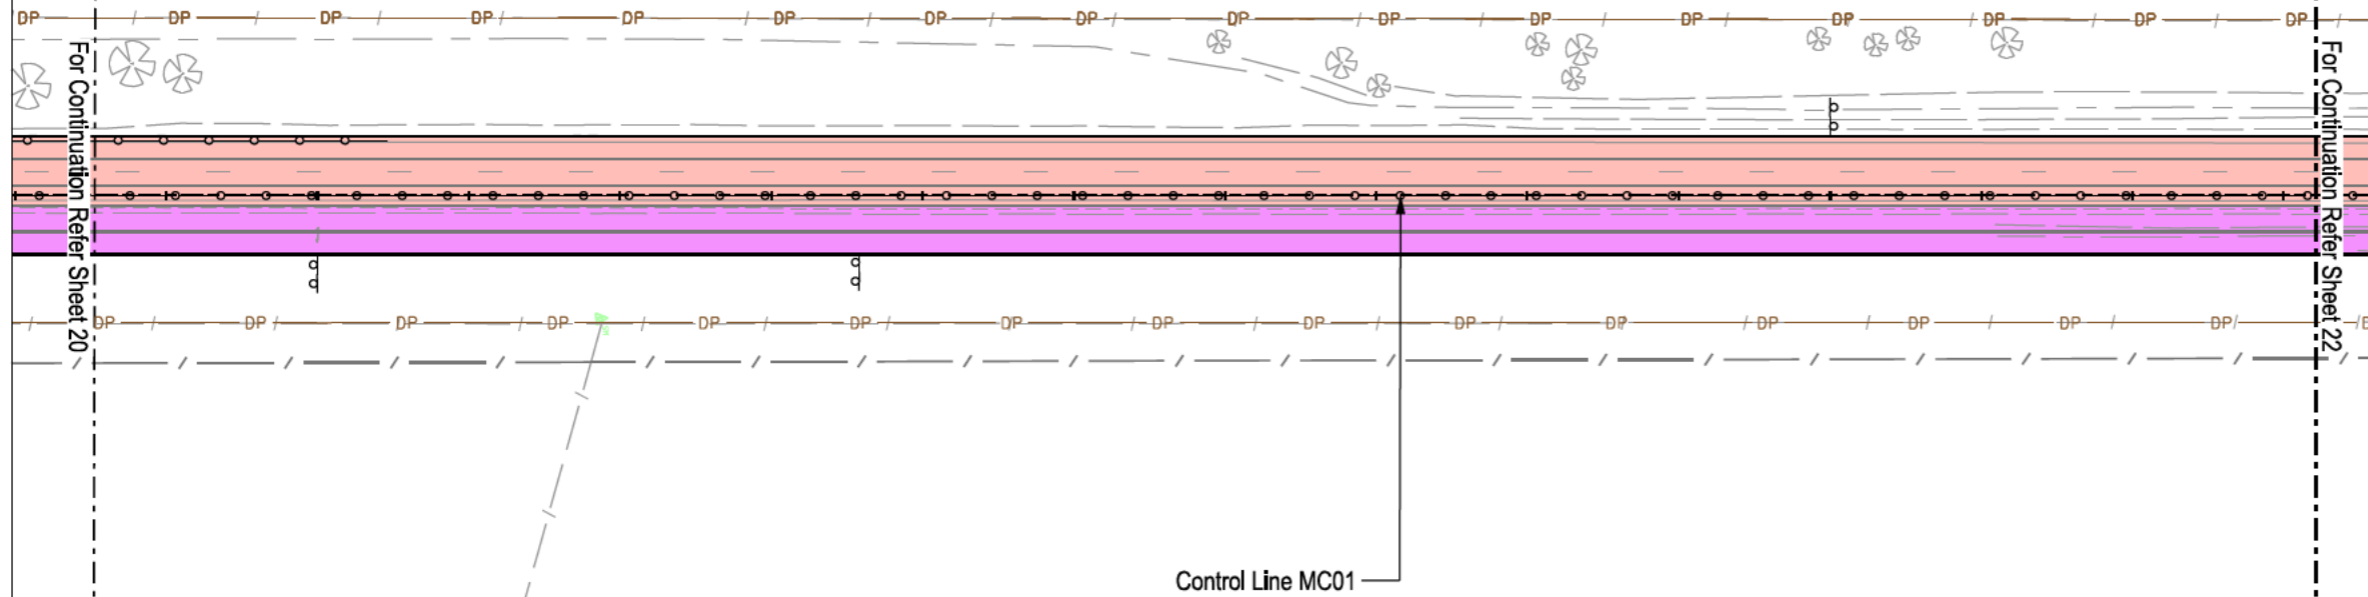 DP DP DP DP DP DP DP DP DP DP DP DP DP DP DP DP
For Continuation Refer Sheet 20
For Continuation Refer Sheet 22
DP DP DP DP DP DP DP DP DP DP DP DP DP DP DP
Control Line MC01